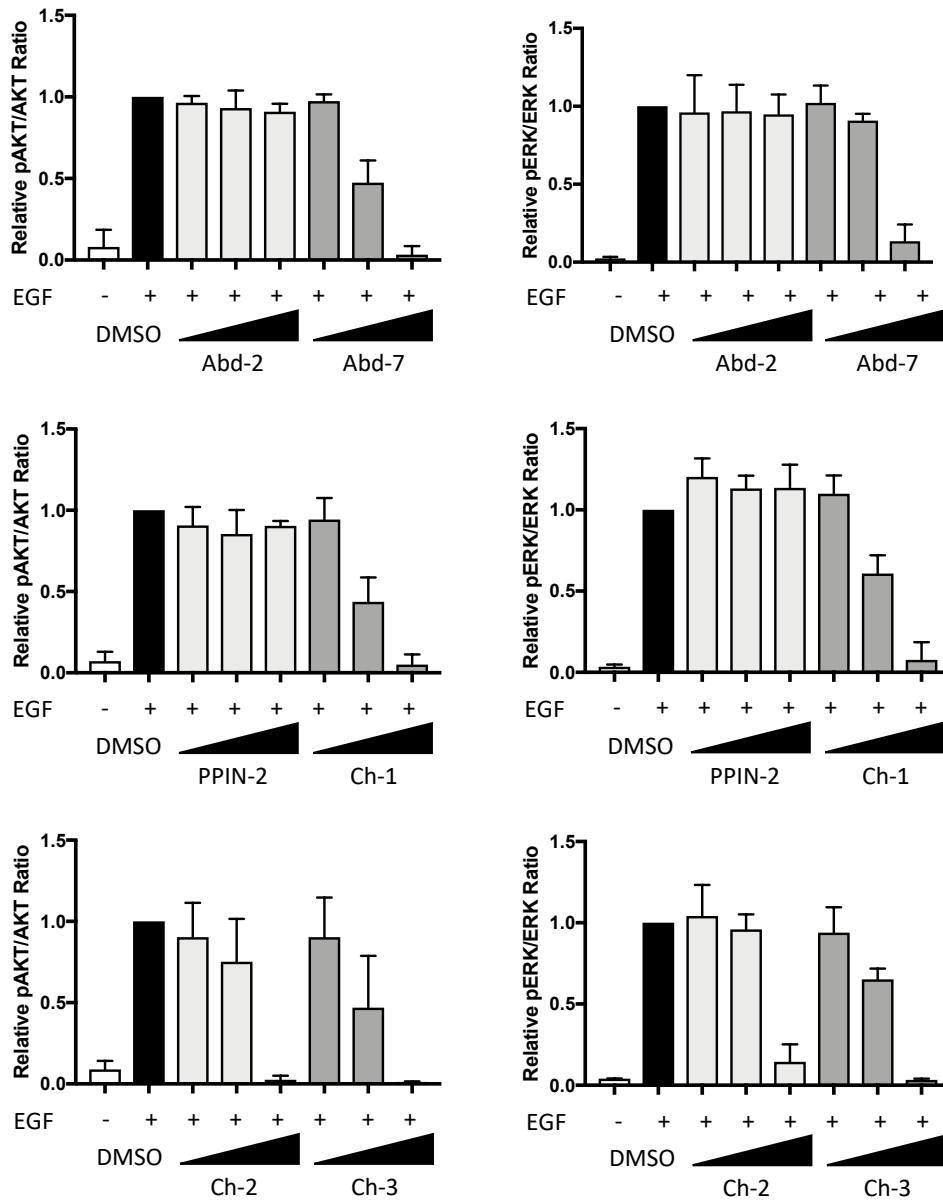 Relative pAKT/AKT Ratio
1.5
1.0
0.5
0.0
EGF - + + + + + + +
DMSO
Abd-2 Abd-7
Relative pERK/ERK Ratio
1.5
1.0
0.5
0.0
EGF - + + + + + + +
DMSO
Abd-2 Abd-7
Relative pAKT/AKT Ratio
1.5
1.0
0.5
0.0
EGF - + + + + + + +
DMSO
PPIN-2 Ch-1
Relative pERK/ERK Ratio
1.5
1.0
0.5
0.0
EGF - + + + + + + +
DMSO
PPIN-2 Ch-1
Relative pAKT/AKT Ratio
1.5
1.0
0.5
0.0
EGF - + + + + + + +
DMSO
Ch-2 Ch-3
Relative pERK/ERK Ratio
1.5
1.0
0.5
0.0
EGF - + + + + + + +
DMSO
Ch-2 Ch-3